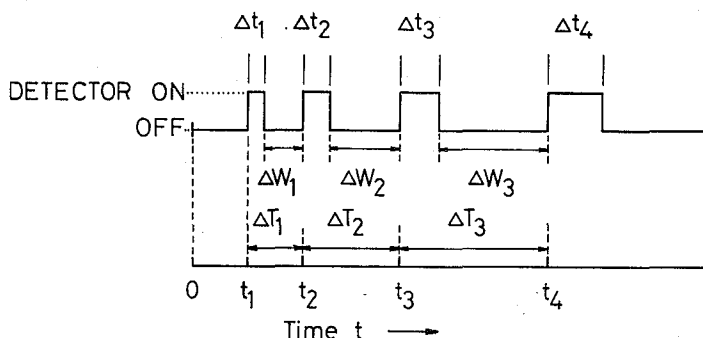 Δt₁ Δt₂ Δt₃ Δt₄
DETECTOR ON
OFF
ΔW₁ ΔW₂ ΔW₃
ΔT₁ ΔT₂ ΔT₃
0 t₁ t₂ t₃ t₄
Time t